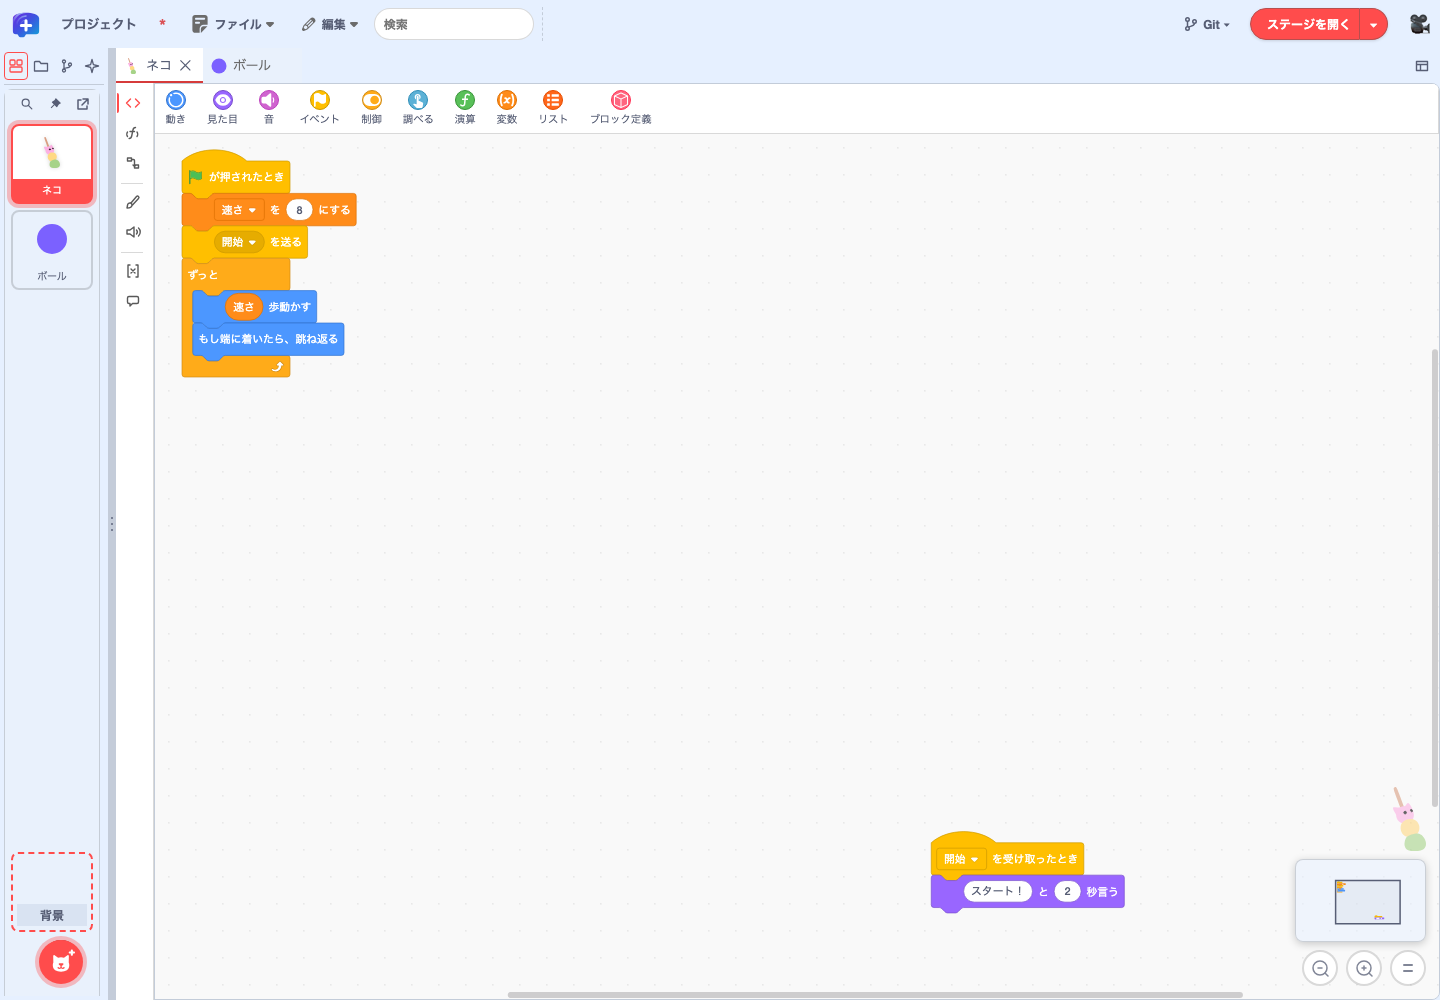 プロジェクト * ファイル 編集 検索 Git ステージを開く
ネコ ボール
動き 見た目 音 イベント 制御 調べる 演算 変数 リスト ブロック定義
ネコ
ボール
背景
が押されたとき
速さ を 8 にする
開始 を送る
ずっと
速さ 歩動かす
もし端に着いたら、跳ね返る
開始 を受け取ったとき
スタート！ と 2 秒言う